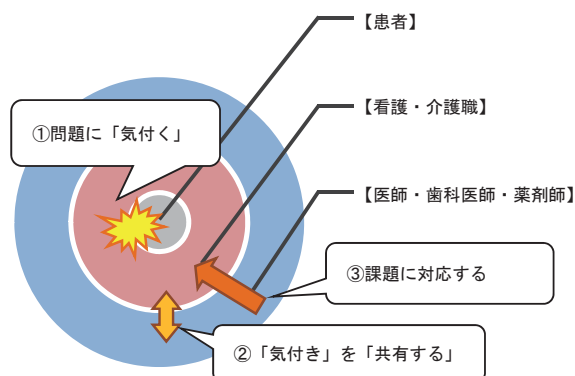 【患者】
【看護・介護職】
①問題に「気付く」
【医師・歯科医師・薬剤師】
③課題に対応する
②「気付き」を「共有する」